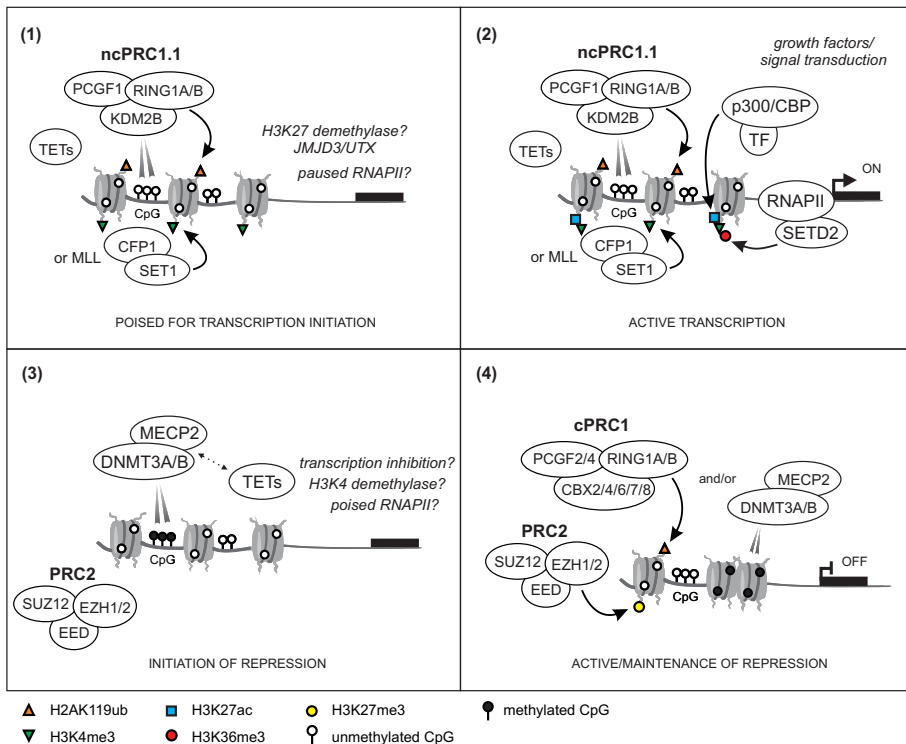 (1)
ncPRC1.1
PCGF1
RING1A/B
KDM2B
TETs
H3K27 demethylase?
JMJD3/UTX
paused RNAPII?
CpG
or MLL
CFP1
SET1
POISED FOR TRANSCRIPTION INITIATION
(2)
ncPRC1.1
growth factors/
signal transduction
PCGF1
RING1A/B
KDM2B
p300/CBP
TF
TETs
ON
CpG
RNAPII
SETD2
or MLL
CFP1
SET1
ACTIVE TRANSCRIPTION
(3)
MECP2
DNMT3A/B
TETs
transcription inhibition?
H3K4 demethylase?
poised RNAPII?
CpG
PRC2
SUZ12
EZH1/2
EED
INITIATION OF REPRESSION
(4)
cPRC1
PCGF2/4
RING1A/B
CBX2/4/6/7/8
and/or
MECP2
DNMT3A/B
PRC2
SUZ12
EZH1/2
EED
CpG
OFF
ACTIVE/MAINTENANCE OF REPRESSION
H2AK119ub
H3K27ac
H3K27me3
methylated CpG
H3K4me3
H3K36me3
unmethylated CpG